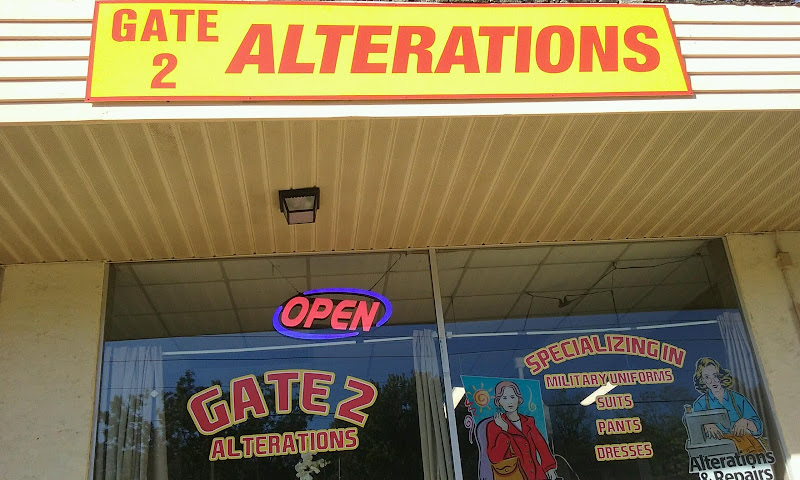 GATE
2
ALTERATIONS
OPEN
GATE 2
ALTERATIONS
SPECIALIZING IN
MILITARY UNIFORMS
SUITS
PANTS
DRESSES
Alterations
& Repairs